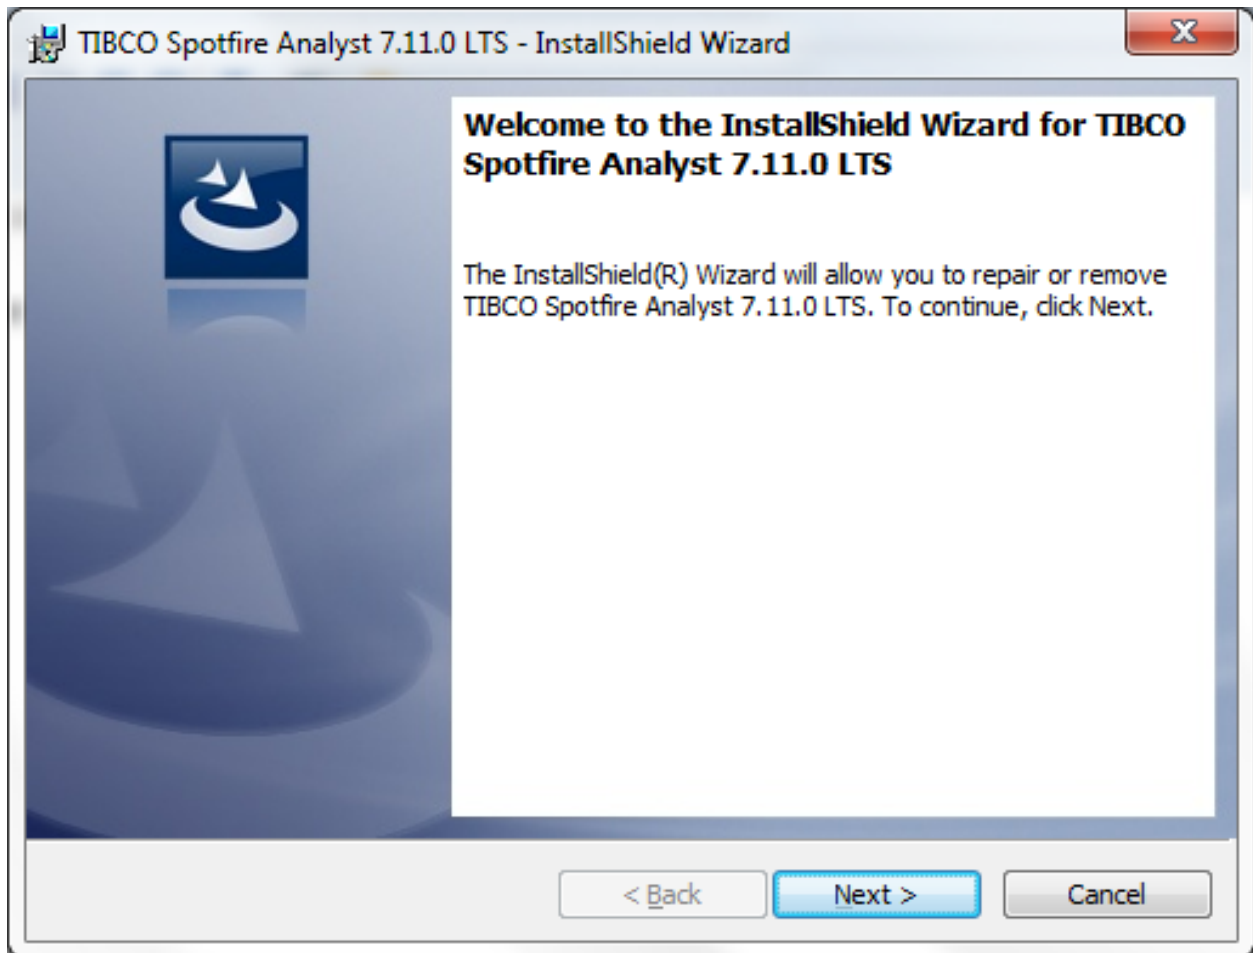 TIBCO Spotfire Analyst 7.11.0 LTS - InstallShield Wizard
Welcome to the InstallShield Wizard for TIBCO
Spotfire Analyst 7.11.0 LTS
The InstallShield(R) Wizard will allow you to repair or remove
TIBCO Spotfire Analyst 7.11.0 LTS. To continue, click Next.
< Back
Next >
Cancel